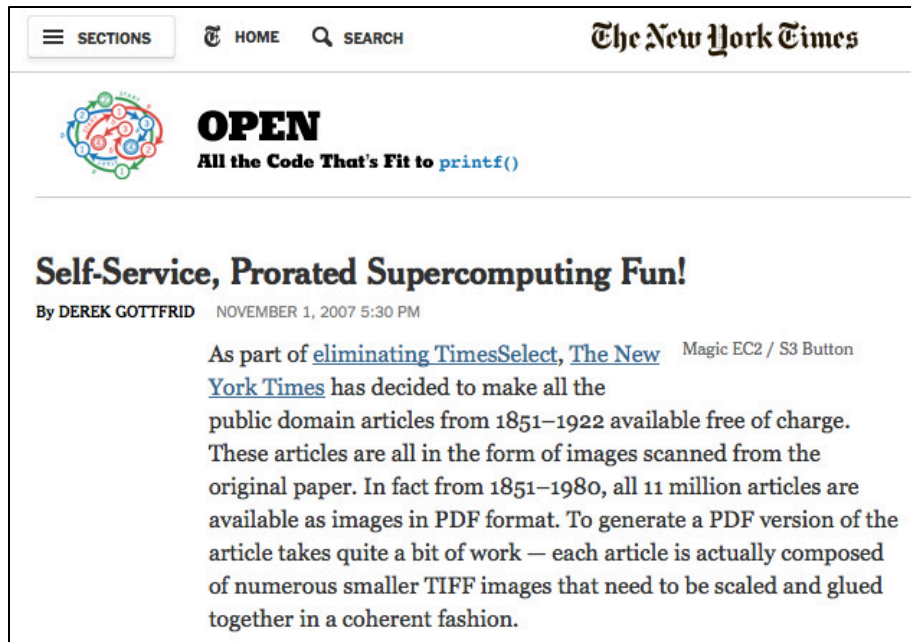 SECTIONS HOME SEARCH The New York Times
OPEN
All the Code That's Fit to printf()
Self-Service, Prorated Supercomputing Fun!
By DEREK GOTTFRID NOVEMBER 1, 2007 5:30 PM
As part of eliminating TimesSelect, The New
Magic EC2 / S3 Button
York Times has decided to make all the
public domain articles from 1851–1922 available free of charge.
These articles are all in the form of images scanned from the
original paper. In fact from 1851–1980, all 11 million articles are
available as images in PDF format. To generate a PDF version of the
article takes quite a bit of work — each article is actually composed
of numerous smaller TIFF images that need to be scaled and glued
together in a coherent fashion.